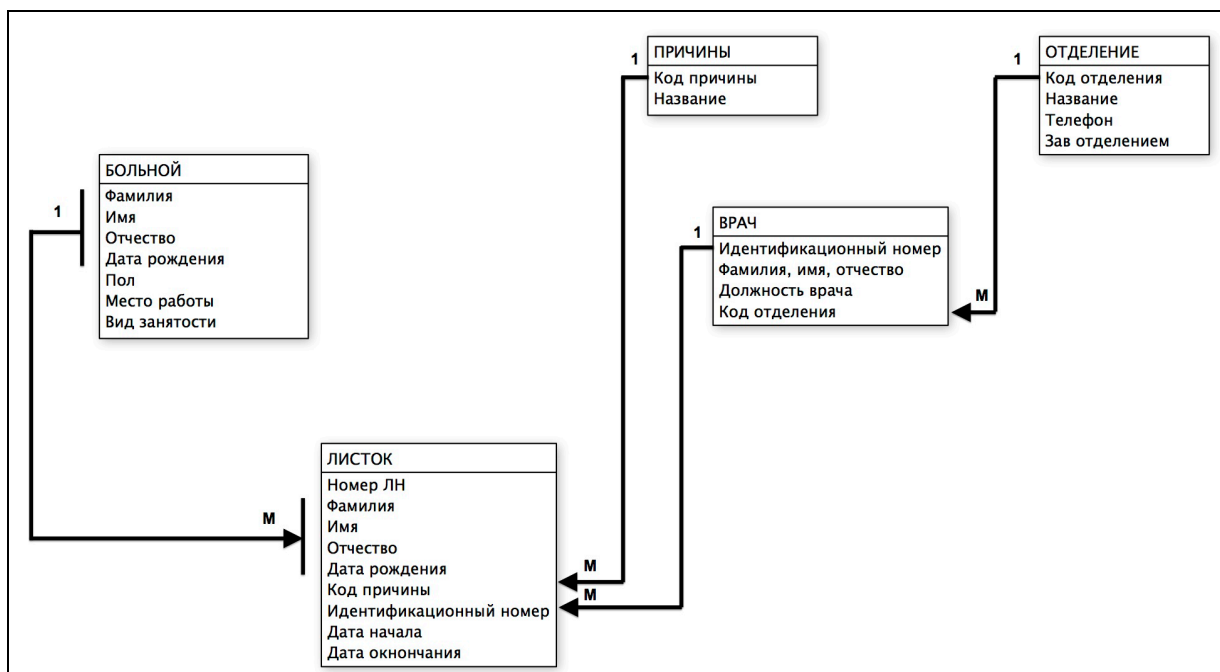 ПРИЧИНЫ
Код причины
Название
1
ОТДЕЛЕНИЕ
Код отделения
Название
Телефон
Зав отделением
1
БОЛЬНОЙ
Фамилия
Имя
Отчество
Дата рождения
Пол
Место работы
Вид занятости
1
ВРАЧ
Идентификационный номер
Фамилия, имя, отчество
Должность врача
Код отделения
1
М
ЛИСТОК
Номер ЛН
Фамилия
Имя
Отчество
Дата рождения
Код причины
Идентификационный номер
Дата начала
Дата окнончания
М
М
М